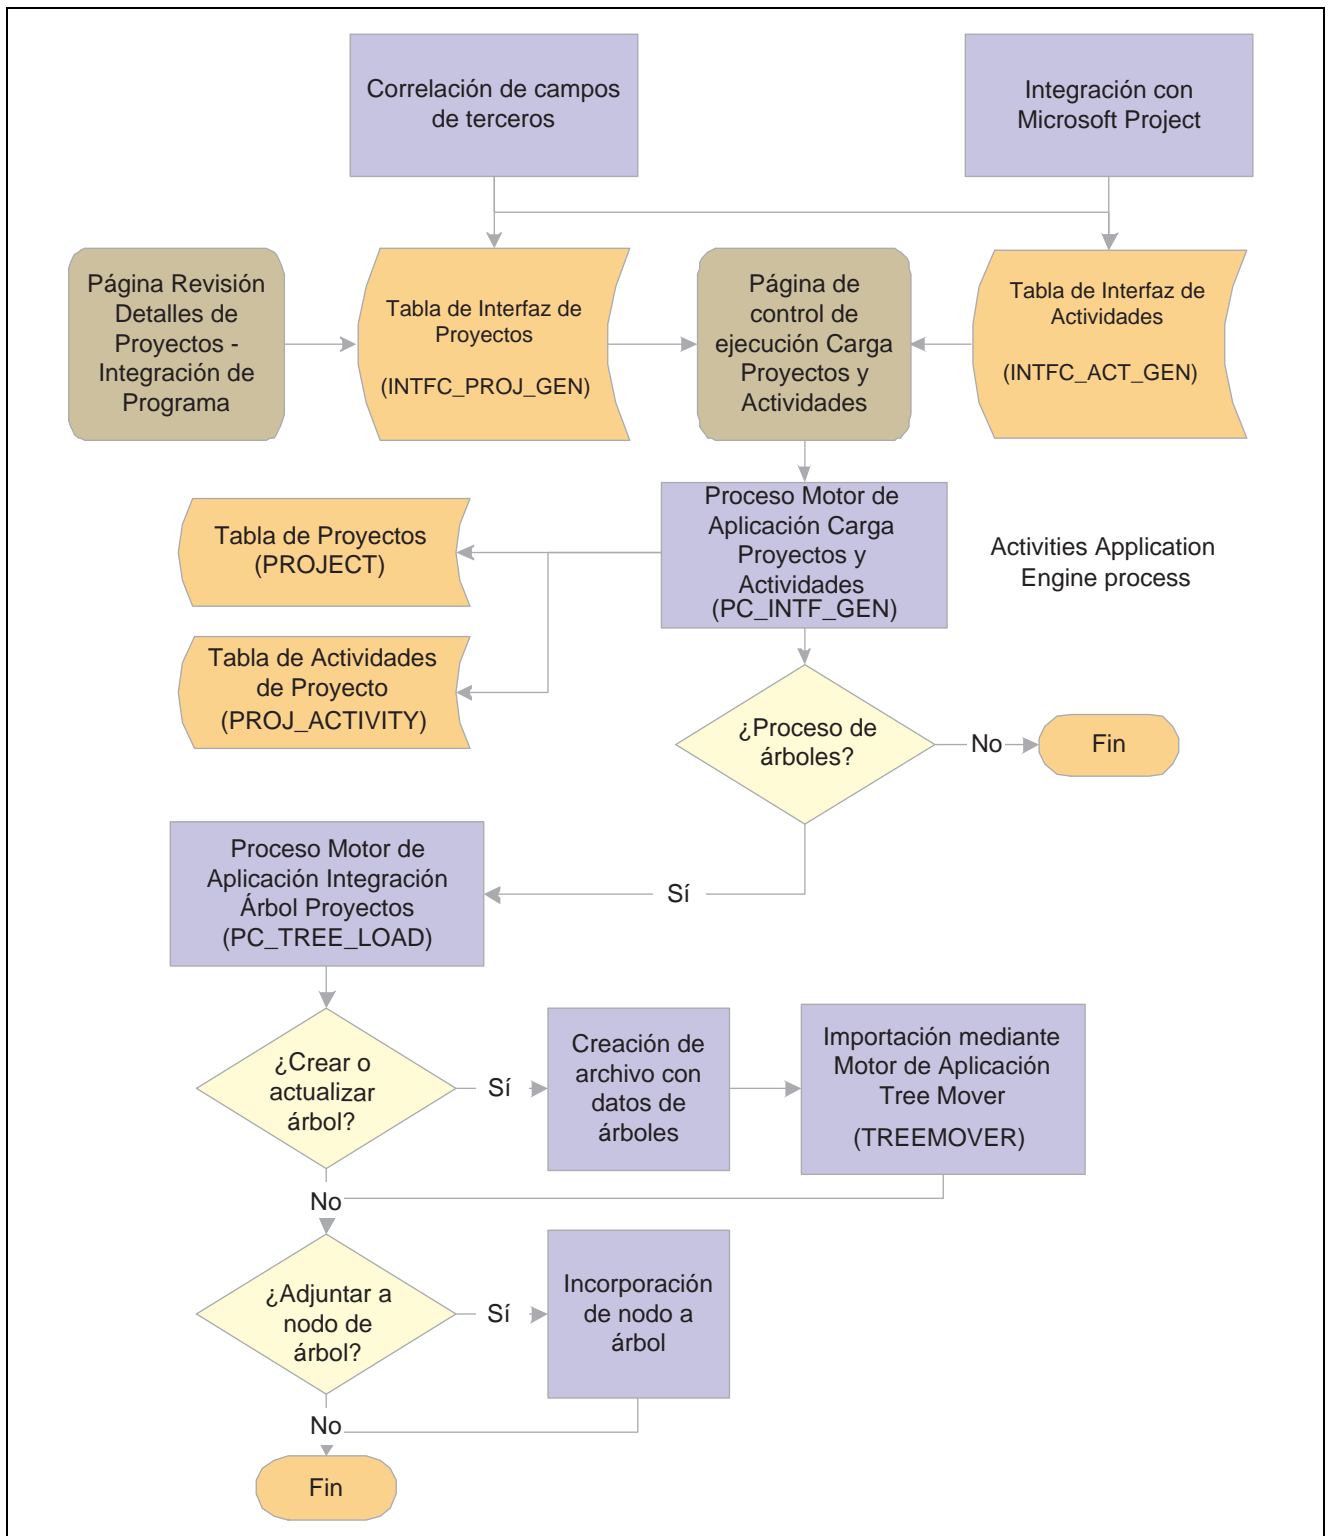 Correlación de campos
de terceros
Integración con
Microsoft Project
Página Revisión
Detalles de
Proyectos -
Integración de
Programa
Tabla de Interfaz de
Proyectos
(INTFC_PROJ_GEN)
Página de
control de
ejecución Carga
Proyectos y
Actividades
Tabla de Interfaz de
Actividades
(INTFC_ACT_GEN)
Tabla de Proyectos
(PROJECT)
Proceso Motor de
Aplicación Carga
Proyectos y
Actividades
(PC_INTF_GEN)
Activities Application
Engine process
Tabla de Actividades
de Proyecto
(PROJ_ACTIVITY)
¿Proceso de
árboles?
No
Fin
Sí
Proceso Motor de
Aplicación Integración
Árbol Proyectos
(PC_TREE_LOAD)
¿Crear o
actualizar
árbol?
Sí
Creación de
archivo con
datos de
árboles
Importación mediante
Motor de Aplicación
Tree Mover
(TREEMOVER)
No
¿Adjuntar a
nodo de
árbol?
Sí
Incorporación
de nodo a
árbol
No
Fin